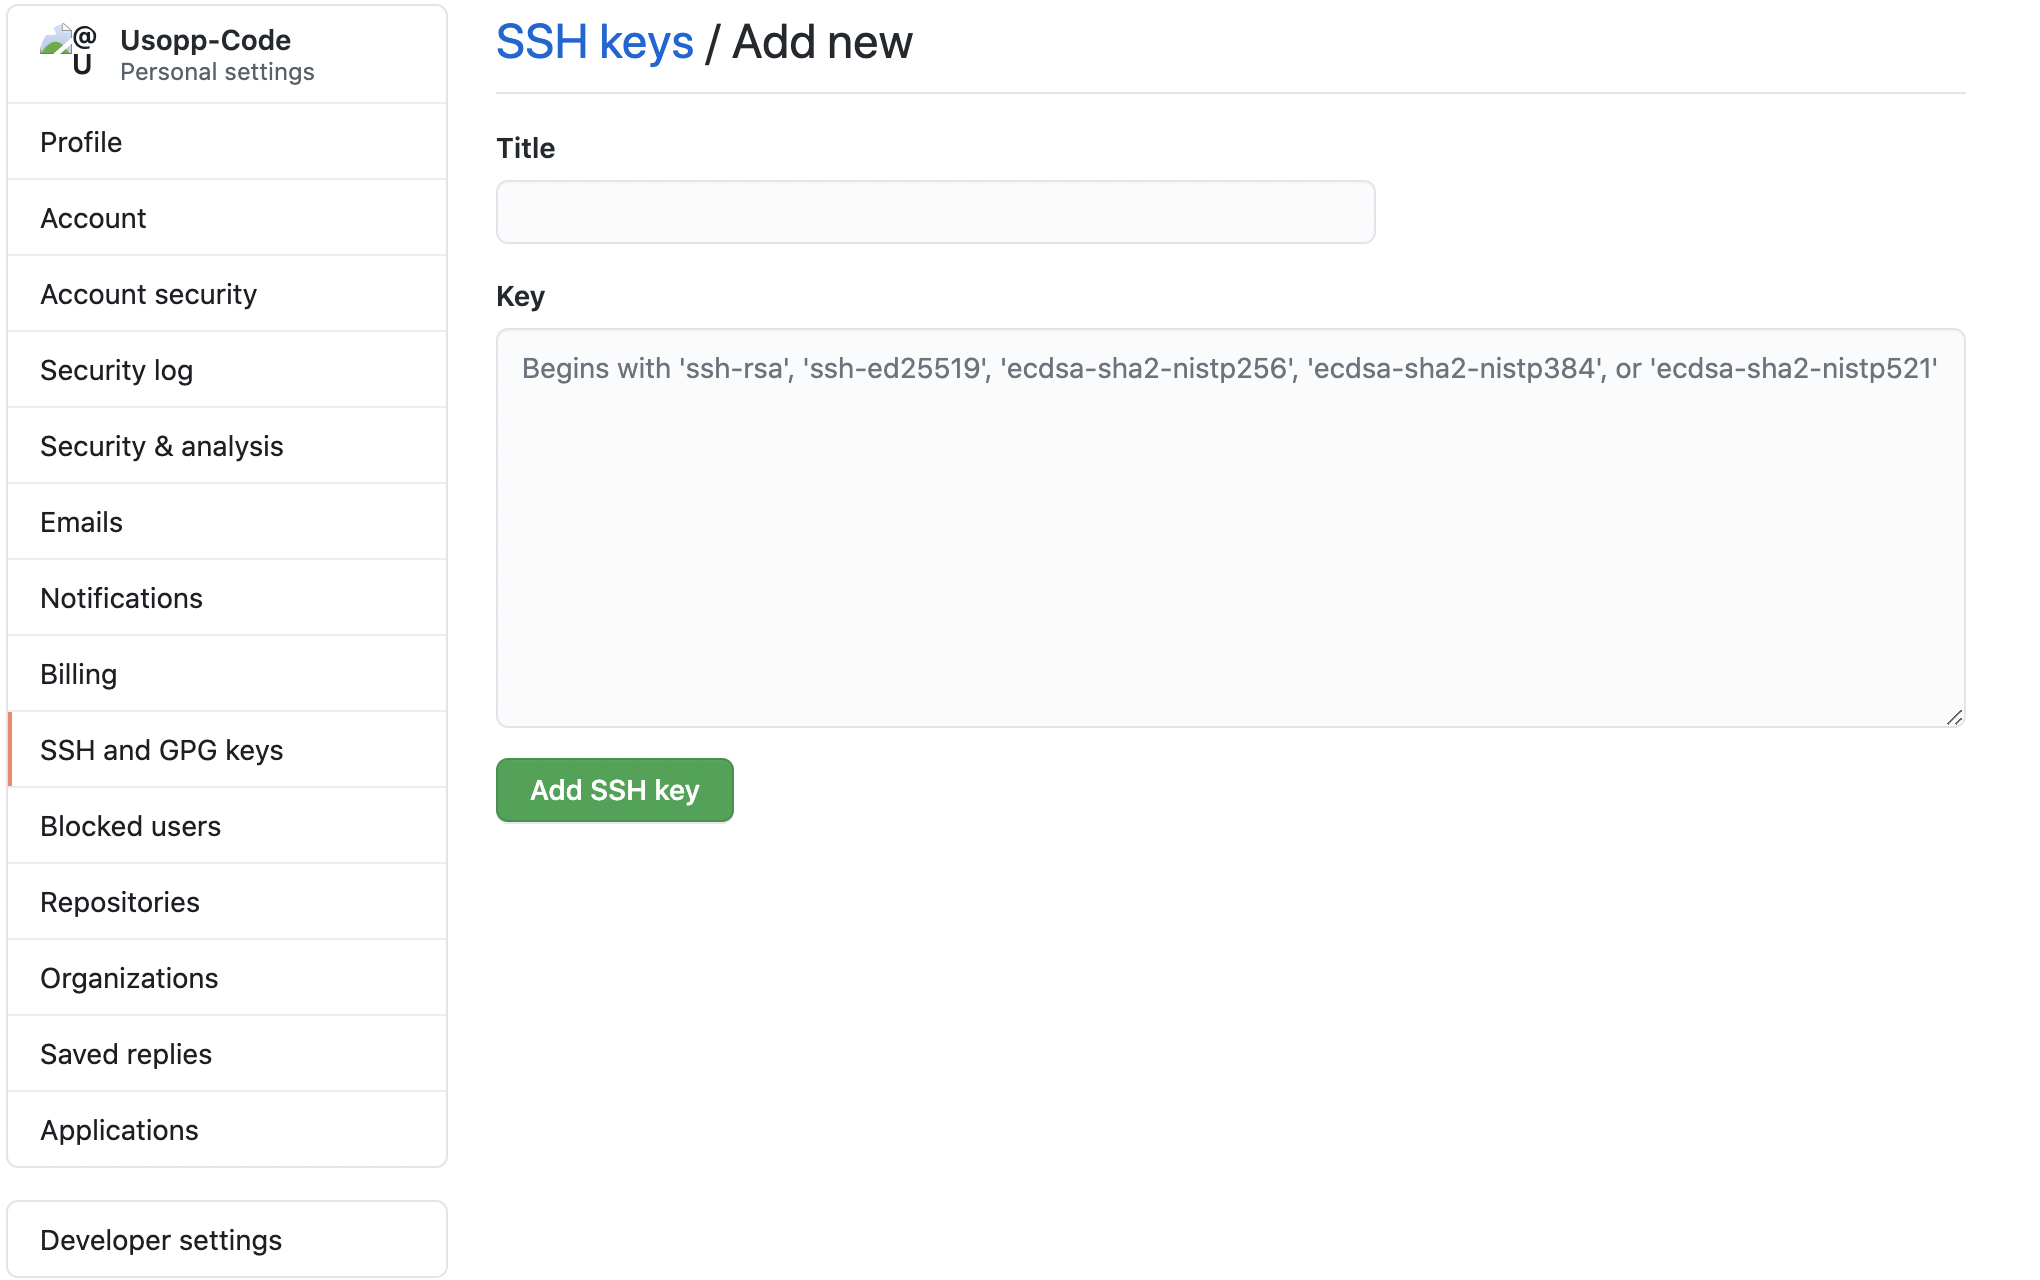 @U
Usopp-Code
Personal settings
Profile
Account
Account security
Security log
Security & analysis
Emails
Notifications
Billing
SSH and GPG keys
Blocked users
Repositories
Organizations
Saved replies
Applications
Developer settings
SSH keys / Add new
Title
Key
Begins with 'ssh-rsa', 'ssh-ed25519', 'ecdsa-sha2-nistp256', 'ecdsa-sha2-nistp384', or 'ecdsa-sha2-nistp521'
Add SSH key